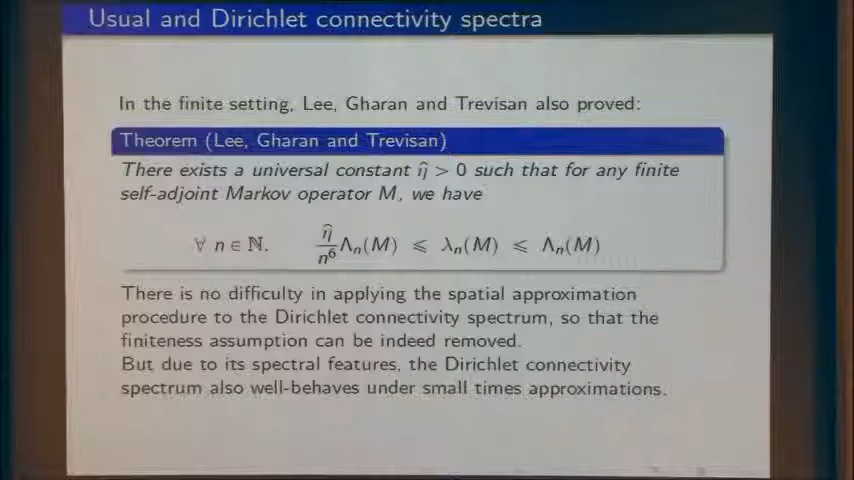 Usual and Dirichlet connectivity spectra
In the finite setting, Lee, Gharan and Trevisan also proved:
Theorem (Lee, Gharan and Trevisan)
There exists a universal constant η̂ > 0 such that for any finite
self-adjoint Markov operator M, we have
∀ n ∈ ℕ. η̂/n⁶ Λₙ(M) ⩽ λₙ(M) ⩽ Λₙ(M)
There is no difficulty in applying the spatial approximation
procedure to the Dirichlet connectivity spectrum, so that the
finiteness assumption can be indeed removed.
But due to its spectral features, the Dirichlet connectivity
spectrum also well-behaves under small times approximations.